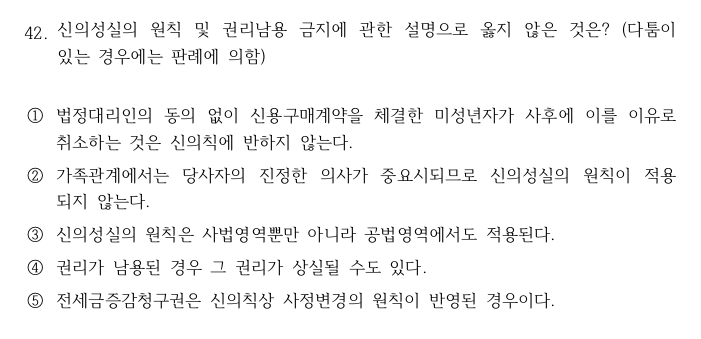 42. 신의성실의 원칙 및 권리남용 금지에 관한 설명으로 옳지 않은 것은? (다툼이
있는 경우에는 판례에 의함)
① 법정대리인의 동의 없이 신용구매계약을 체결한 미성년자가 사후에 이를 이유로
취소하는 것은 신의칙에 반하지 않는다.
② 가족관계에서는 당사자의 진정한 의사가 중요시되므로 신의성실의 원칙이 적용
되지 않는다.
③ 신의성실의 원칙은 사법영역뿐만 아니라 공법영역에서도 적용된다.
④ 권리가 남용된 경우 그 권리가 상실될 수도 있다.
⑤ 전세금증감청구권은 신의칙상 사정변경의 원칙이 반영된 경우이다.